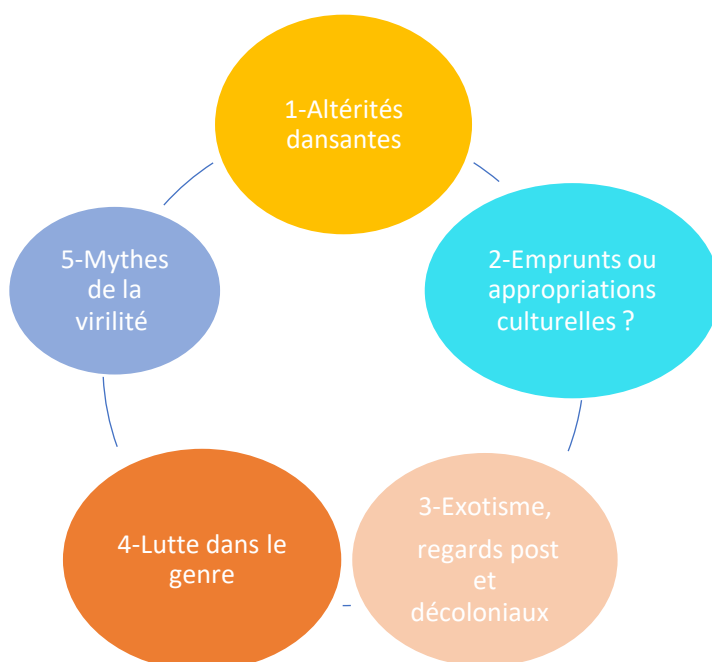 1-Altérités
dansantes
2-Emprunts ou
appropriations
culturelles ?
3-Exotisme,
regards post
et
décoloniaux
4-Lutte dans le
genre
5-Mythes
de la
virilité